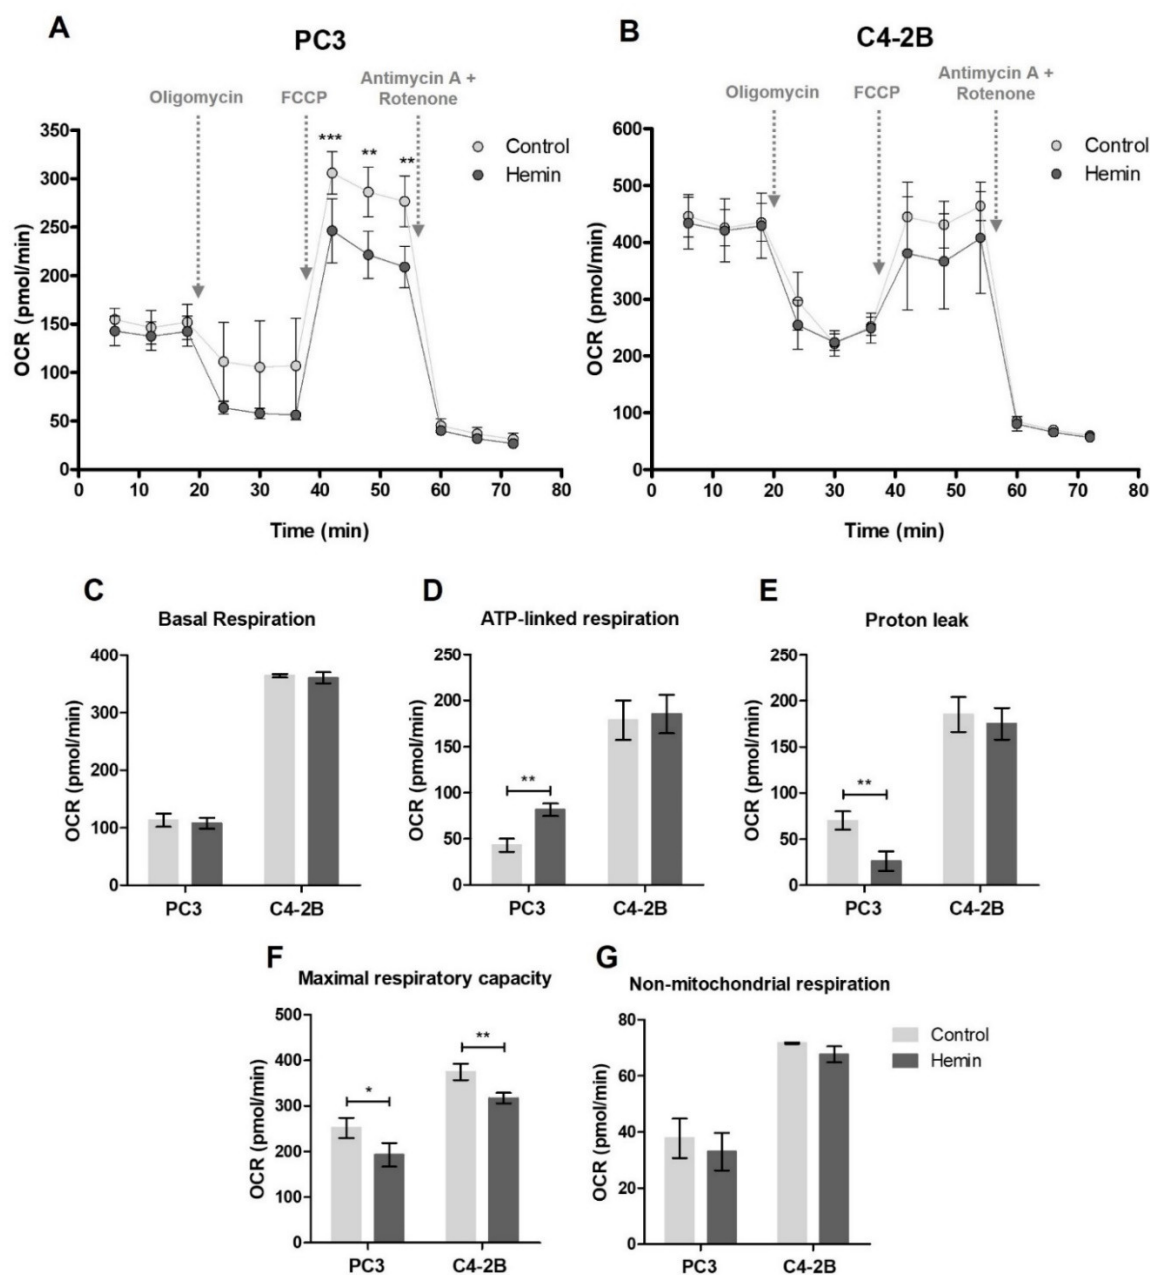 A
PC3
Oligomycin
FCCP
Antimycin A +
Rotenone
Control
Hemin
***
**
**
OCR (pmol/min)
350
300
250
200
150
100
50
0
0 10 20 30 40 50 60 70 80
Time (min)
B
C4-2B
Oligomycin
FCCP
Antimycin A +
Rotenone
Control
Hemin
OCR (pmol/min)
600
500
400
300
200
100
0
0 10 20 30 40 50 60 70 80
Time (min)
C
Basal Respiration
OCR (pmol/min)
400
300
200
100
0
PC3 C4-2B
D
ATP-linked respiration
OCR (pmol/min)
250
200
150
100
50
0
**
PC3 C4-2B
E
Proton leak
OCR (pmol/min)
250
200
150
100
50
0
**
PC3 C4-2B
F
Maximal respiratory capacity
OCR (pmol/min)
500
400
300
200
100
0
*
**
PC3 C4-2B
G
Non-mitochondrial respiration
OCR (pmol/min)
80
60
40
20
0
PC3 C4-2B
Control
Hemin